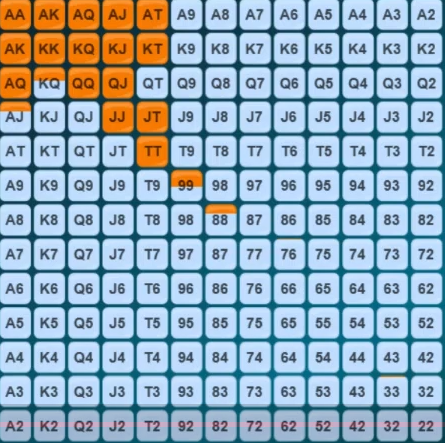 AA AK AQ AJ AT A9 A8 A7 A6 A5 A4 A3 A2
AK KK KQ KJ KT K9 K8 K7 K6 K5 K4 K3 K2
AQ KQ QQ QJ QT Q9 Q8 Q7 Q6 Q5 Q4 Q3 Q2
AJ KJ QJ JJ JT J9 J8 J7 J6 J5 J4 J3 J2
AT KT QT JT TT T9 T8 T7 T6 T5 T4 T3 T2
A9 K9 Q9 J9 T9 99 98 97 96 95 94 93 92
A8 K8 Q8 J8 T8 98 88 87 86 85 84 83 82
A7 K7 Q7 J7 T7 97 87 77 76 75 74 73 72
A6 K6 Q6 J6 T6 96 86 76 66 65 64 63 62
A5 K5 Q5 J5 T5 95 85 75 65 55 54 53 52
A4 K4 Q4 J4 T4 94 84 74 64 54 44 43 42
A3 K3 Q3 J3 T3 93 83 73 63 53 43 33 32
A2 K2 Q2 J2 T2 92 82 72 62 52 42 32 22